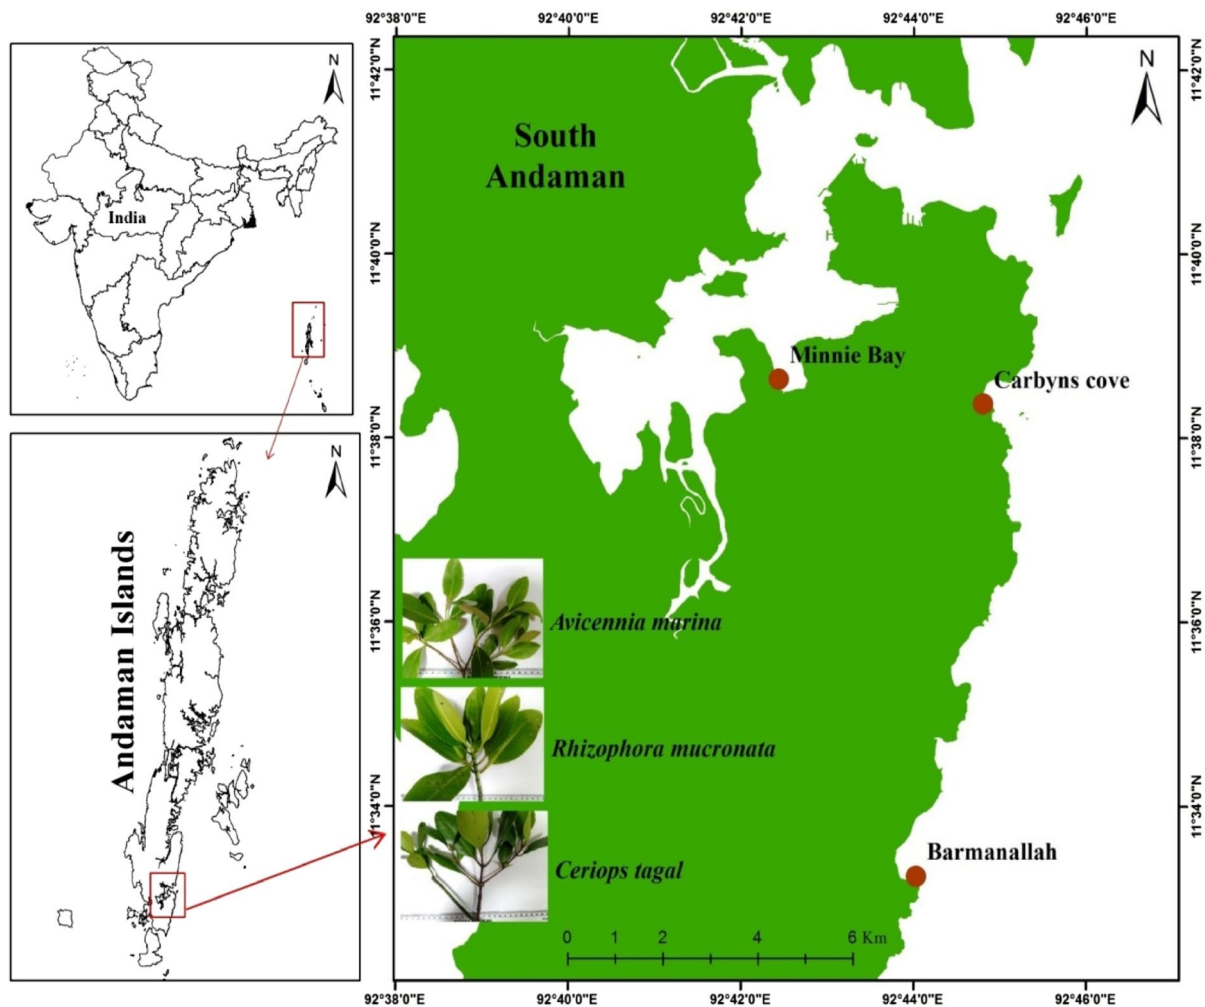 92°38'0"E 92°40'0"E 92°42'0"E 92°44'0"E 92°46'0"E
N
India
N
Andaman Islands
N
South
Andaman
Minnie Bay
Carbyns cove
Avicennia marina
Rhizophora mucronata
Ceriops tagal
Barmanallah
0 1 2 4 6 Km
11°42'0"N
11°40'0"N
11°38'0"N
11°36'0"N
11°34'0"N
11°42'0"N
11°40'0"N
11°38'0"N
11°36'0"N
11°34'0"N
92°38'0"E 92°40'0"E 92°42'0"E 92°44'0"E 92°46'0"E